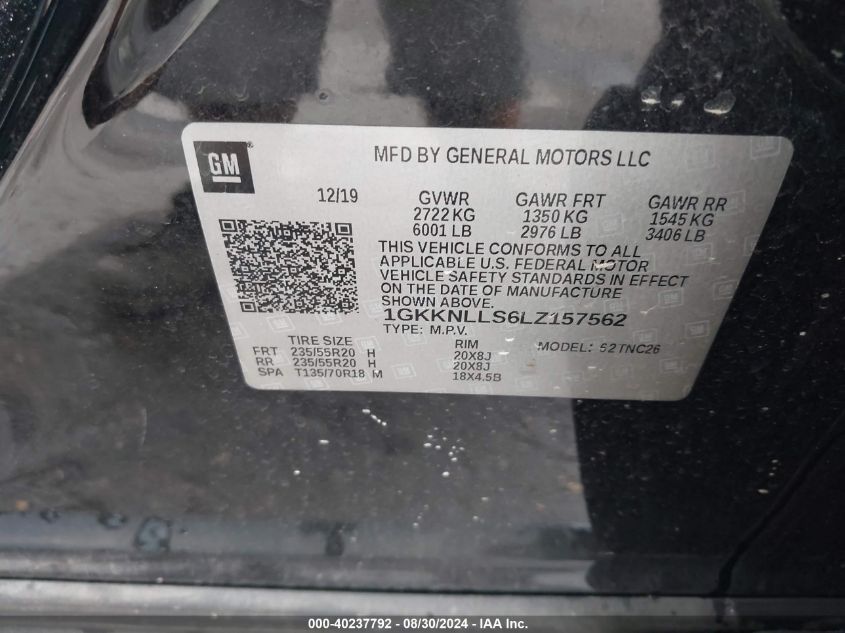 GM
MFD BY GENERAL MOTORS LLC
12/19 GVWR GAWR FRT GAWR RR
2722 KG 1350 KG 1545 KG
6001 LB 2976 LB 3406 LB
THIS VEHICLE CONFORMS TO ALL
APPLICABLE U.S. FEDERAL MOTOR
VEHICLE SAFETY STANDARDS IN EFFECT
ON THE DATE OF MANUFACTURE
SHOWN ABOVE.
1GKKNLLS6LZ157562
TYPE: M.P.V.
TIRE SIZE RIM MODEL: 52TNC26
FRT 235/55R20 H 20X8J
RR 235/55R20 H 20X8J
SPA T135/70R18 M 18X4.5B
000-40237792 - 08/30/2024 - IAA Inc.